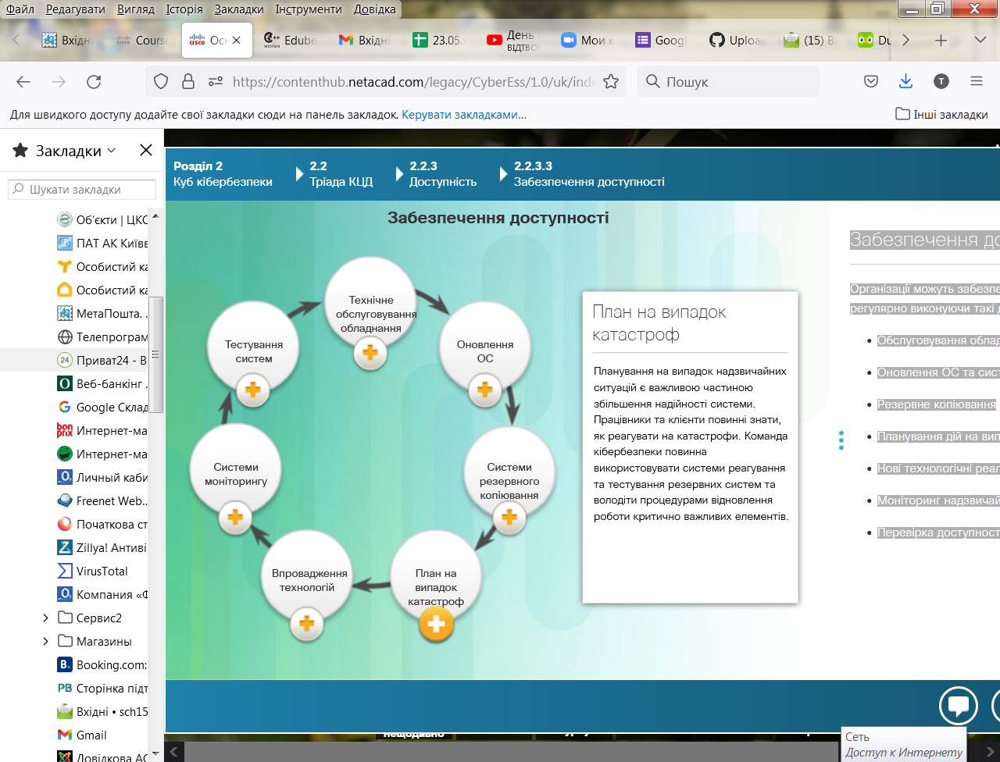 Файл Редагувати Вигляд Історія Закладки Інструменти Довідка
Вхідні
Course
Осн
Edube
Вхідні
23.05.
День
ВІДТВО
Мои к
Googl
Uploa
(15) Вх
Du
https://contenthub.netacad.com/legacy/CyberEss/1.0/uk/inde
Пошук
Для швидкого доступу додайте свої закладки сюди на панель закладок. Керувати закладками...
Інші закладки
Закладки
Шукати закладки
Об'єкти | ЦКС
ПАТ АК Київв
Особистий ка
Особистий ка
МетаПошта.
Телепрограм
Приват24 - В
Веб-банкінг .
Google Склад
Интернет-ма
Интернет-ма
Личный каби
Freenet Web..
Початкова ст
Zillya! Антиві
VirusTotal
Компания «Ф
Сервис2
Магазины
Booking.com:
Сторінка підт
Вхідні • sch15
Gmail
Довідкова АС
Розділ 2
Куб кібербезпеки
2.2
Тріада КЦД
2.2.3
Доступність
2.2.3.3
Забезпечення доступності
Забезпечення доступності
Технічне
обслуговування
обладнання
Оновлення
ОС
Системи
резервного
копіювання
План на
випадок
катастроф
Впровадження
технологій
Системи
моніторингу
Тестування
систем
План на випадок
катастроф
Планування на випадок надзвичайних
ситуацій є важливою частиною
збільшення надійності системи.
Працівники та клієнти повинні знати,
як реагувати на катастрофи. Команда
кібербезпеки повинна
використовувати системи реагування
та тестування резервних систем та
володіти процедурами відновлення
роботи критично важливих елементів.
Забезпечення до
Організації можуть забезпе
регулярно виконуючи такі д
• Обслуговування облад
• Оновлення ОС та сист
• Резервне копіювання
• Планування дій на вип
• Нові технологічні реал
• Моніторинг надзвичай
• Перевірка доступност
нещодавно
Сеть
Доступ к Интернету